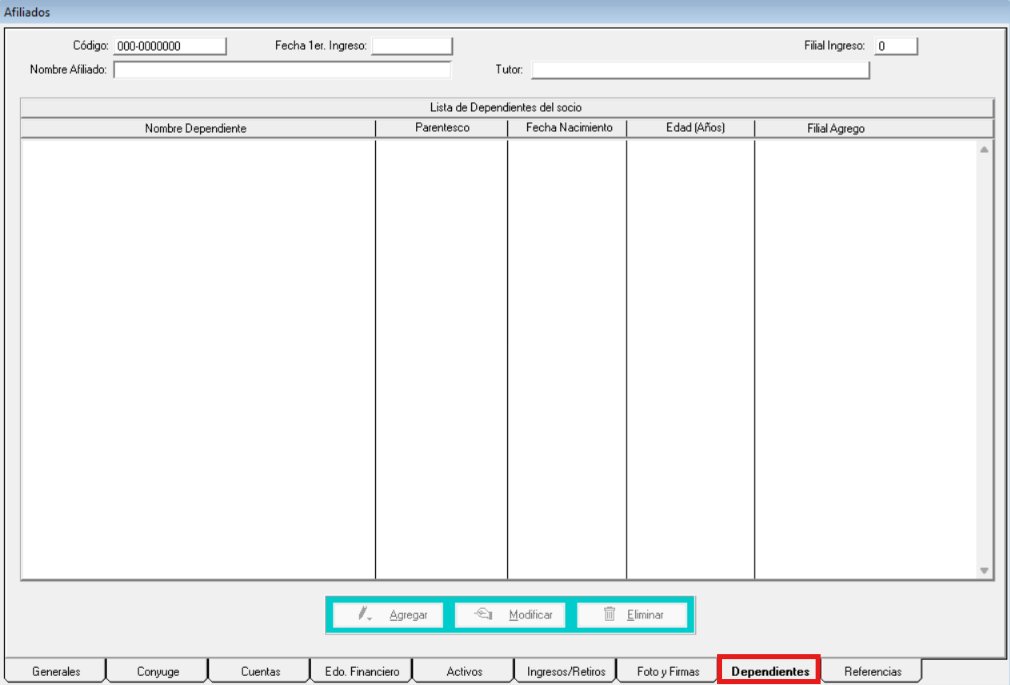 Afiliados
Código: 000-0000000 Fecha 1er. Ingreso: Filial Ingreso: 0
Nombre Afiliado: Tutor:
Lista de Dependientes del socio
Nombre Dependiente Parentesco Fecha Nacimiento Edad (Años) Filial Agrego
Agregar Modificar Eliminar
Generales Conyuge Cuentas Edo. Financiero Activos Ingresos/Retiros Foto y Firmas Dependientes Referencias